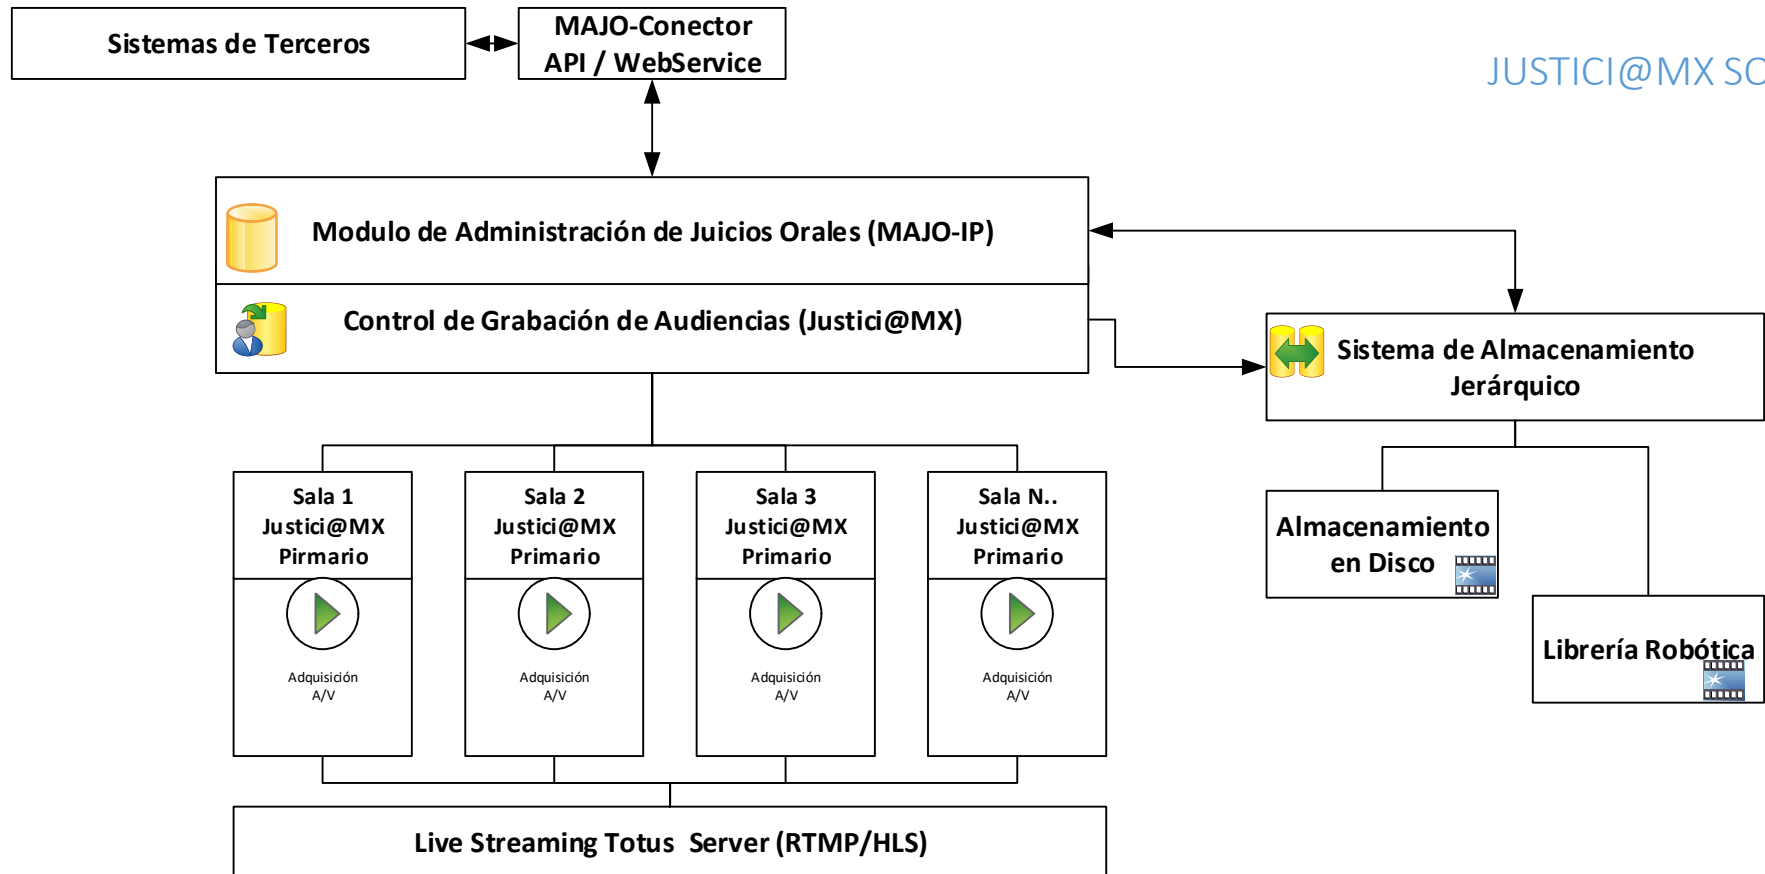 Sistemas de Terceros
MAJO-Conector
API / WebService
JUSTICI@MX SO
Modulo de Administración de Juicios Orales (MAJO-IP)
Control de Grabación de Audiencias (Justici@MX)
Sistema de Almacenamiento
Jerárquico
Sala 1
Justici@MX
Pirmario
Adquisición
A/V
Sala 2
Justici@MX
Primario
Adquisición
A/V
Sala 3
Justici@MX
Primario
Adquisición
A/V
Sala N..
Justici@MX
Primario
Adquisición
A/V
Almacenamiento
en Disco
Librería Robótica
Live Streaming Totus Server (RTMP/HLS)